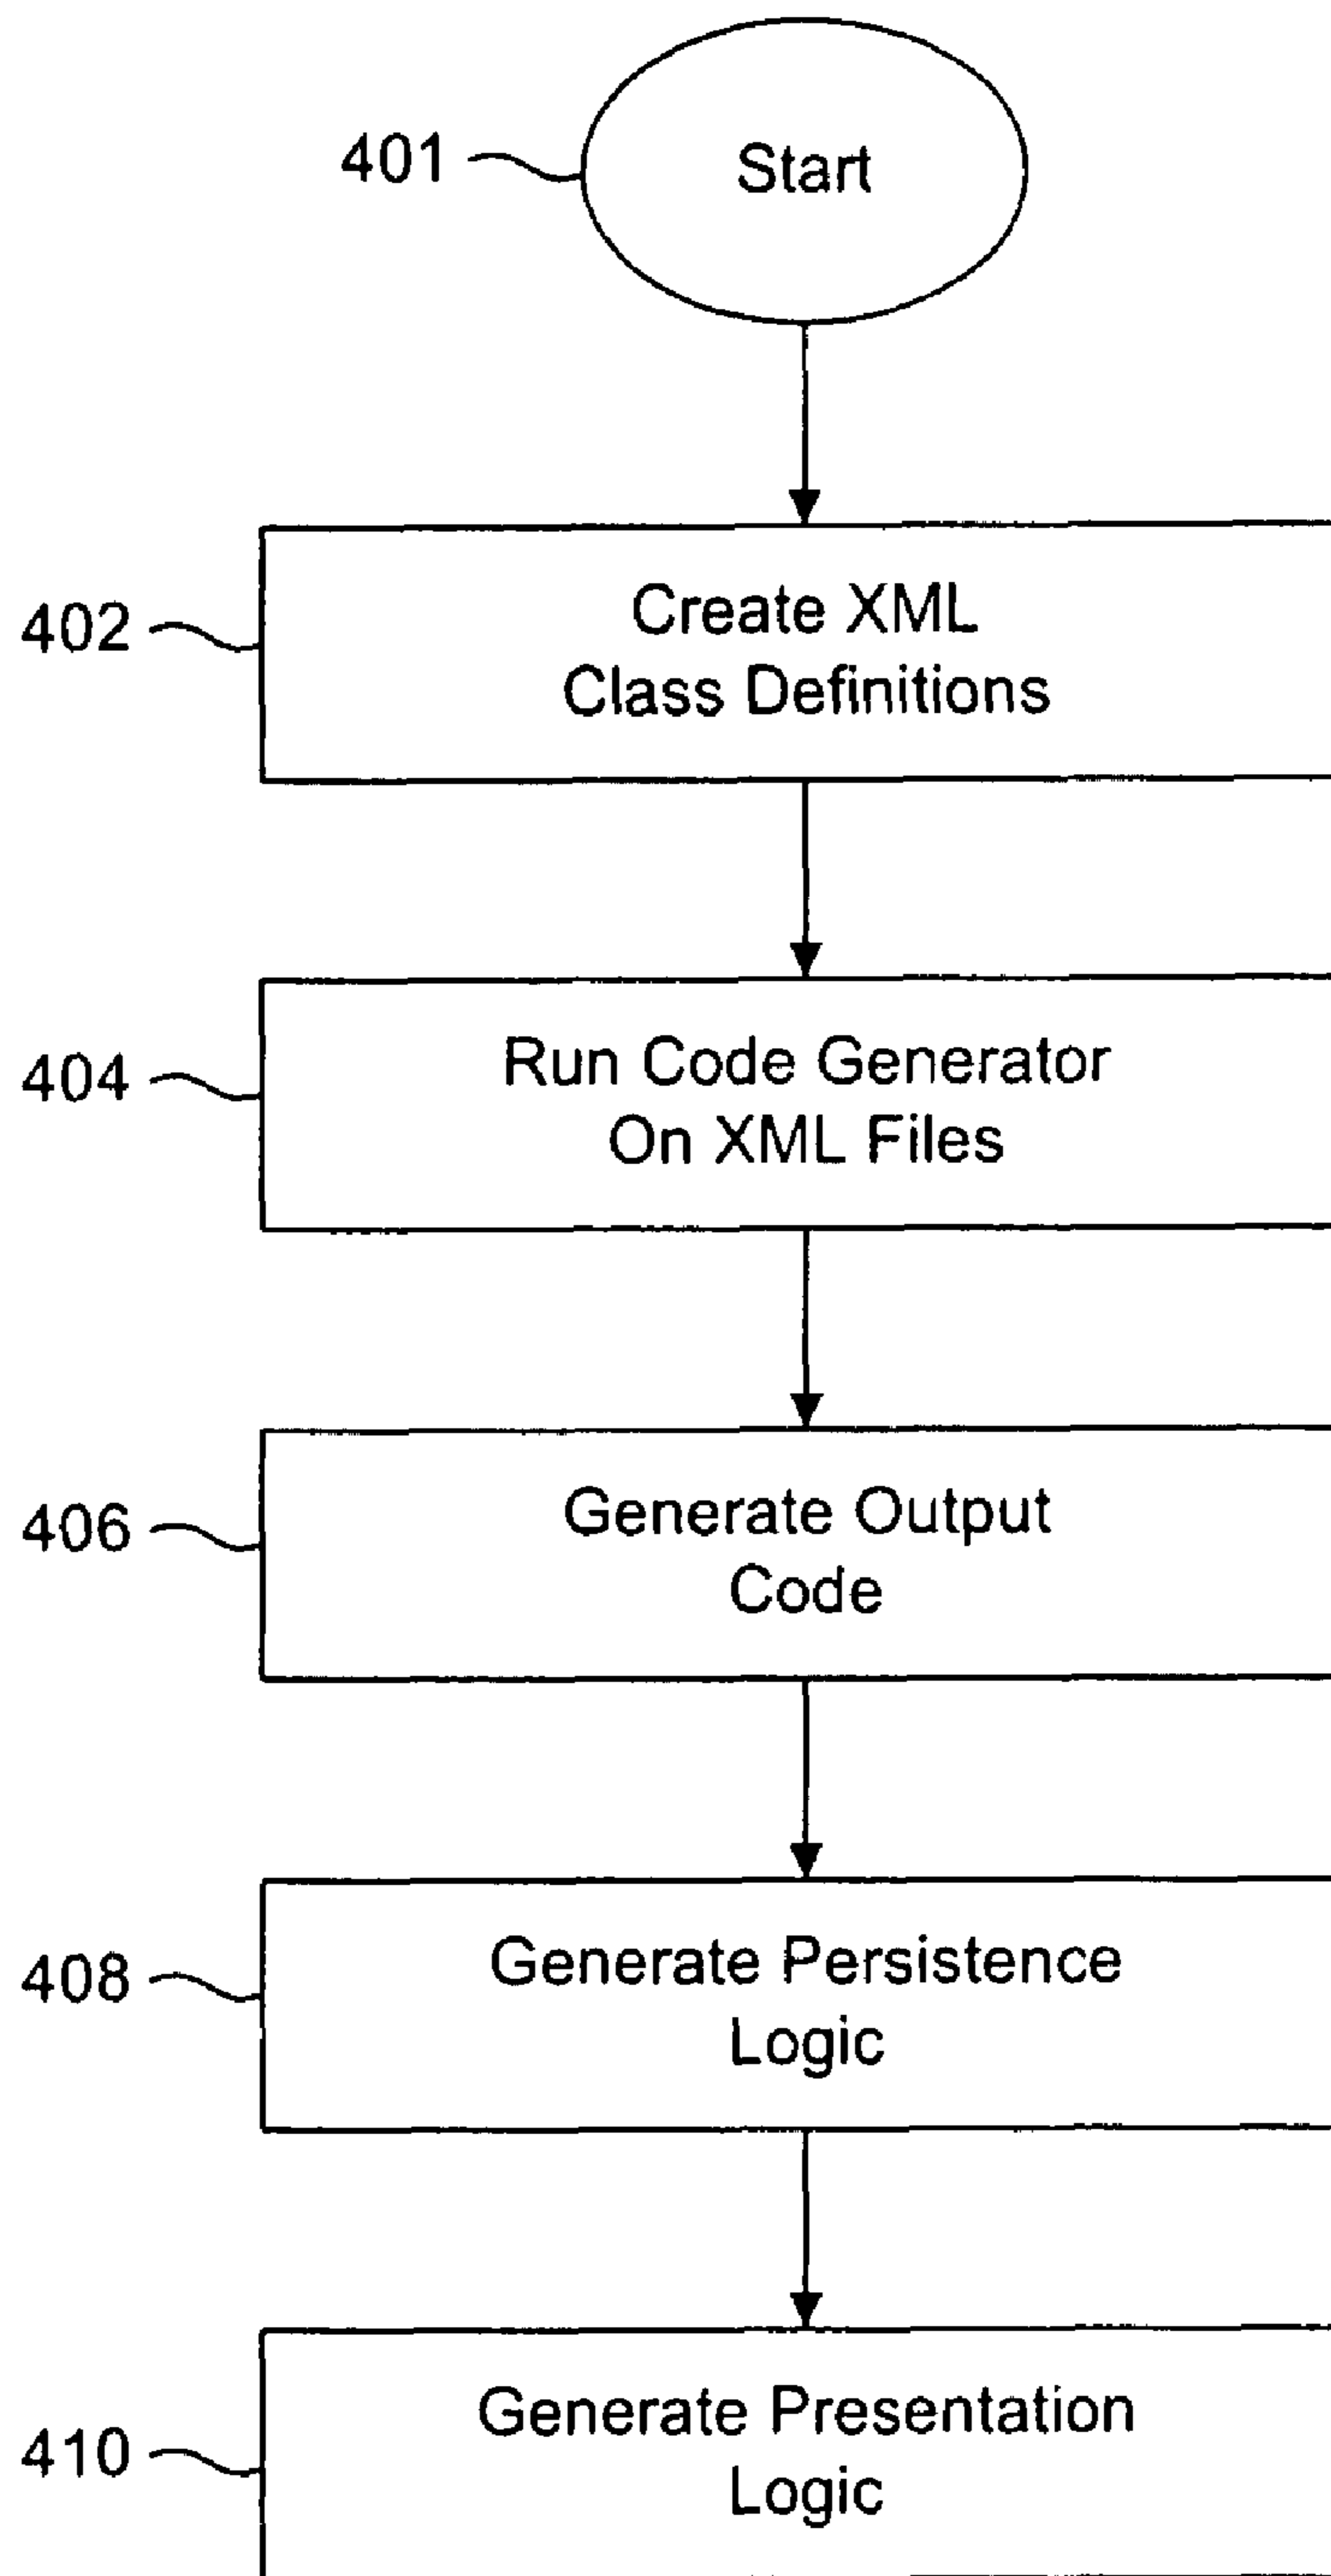 401
Start
402
Create XML
Class Definitions
404
Run Code Generator
On XML Files
406
Generate Output
Code
408
Generate Persistence
Logic
410
Generate Presentation
Logic